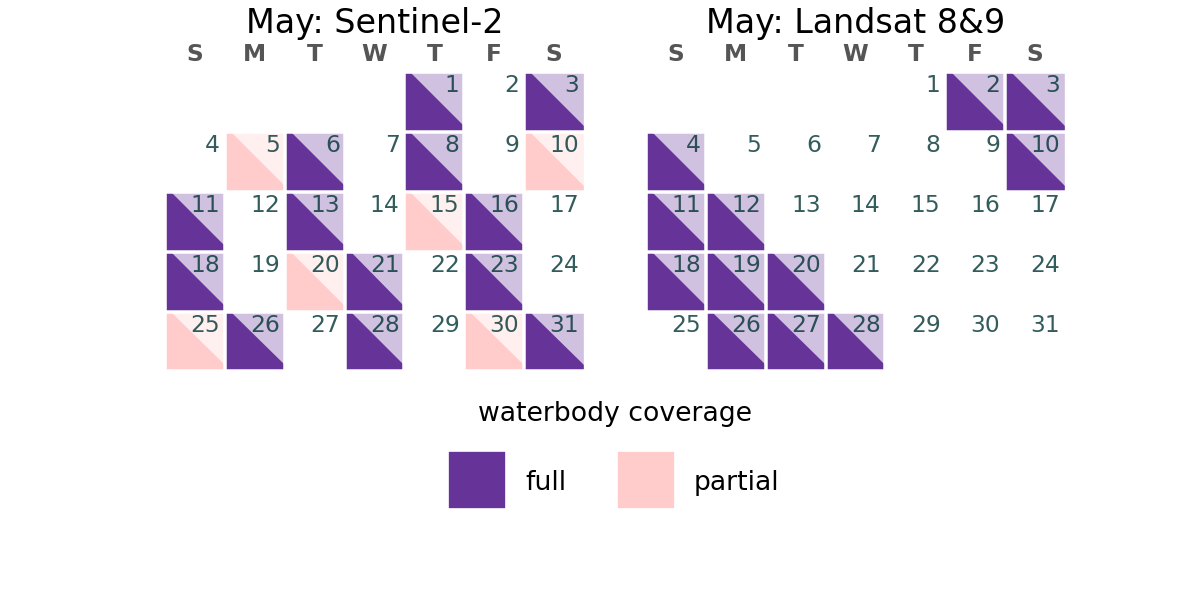 May: Sentinel-2
S M T W T F S
1 2 3
4 5 6 7 8 9 10
11 12 13 14 15 16 17
18 19 20 21 22 23 24
25 26 27 28 29 30 31
May: Landsat 8&9
S M T W T F S
1 2 3
4 5 6 7 8 9 10
11 12 13 14 15 16 17
18 19 20 21 22 23 24
25 26 27 28 29 30 31
waterbody coverage
full
partial